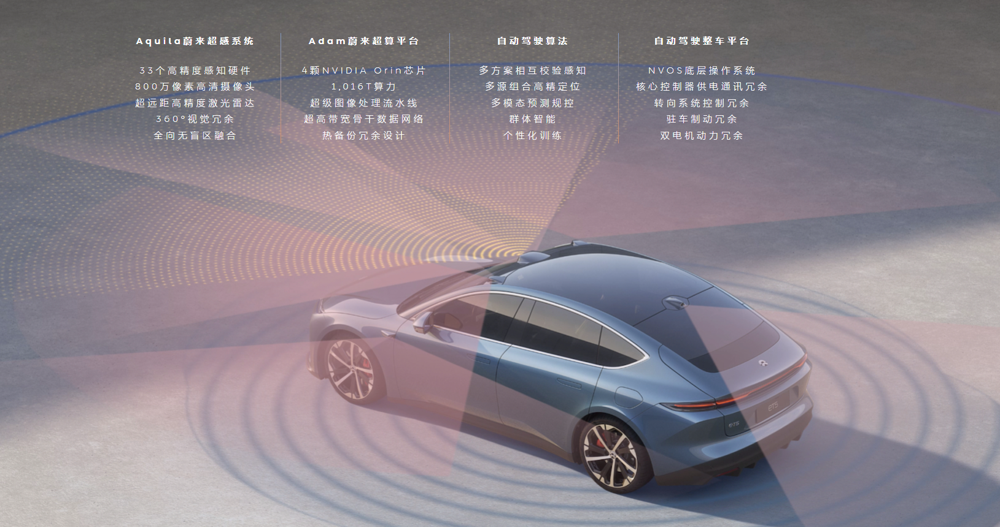 Aquila蔚来超感系统
33个高精度感知硬件
800万像素高清摄像头
超远距高精度激光雷达
360°视觉冗余
全向无盲区融合
Adam蔚来超算平台
4颗NVIDIA Orin芯片
1,016T算力
超级图像处理流水线
超高带宽骨干数据网络
热备份冗余设计
自动驾驶算法
多方案相互校验感知
多源组合高精定位
多模态预测规控
群体智能
个性化训练
自动驾驶整车平台
NVOS底层操作系统
核心控制器供电通讯冗余
转向系统控制冗余
驻车制动冗余
双电机动力冗余
eT5
eT5